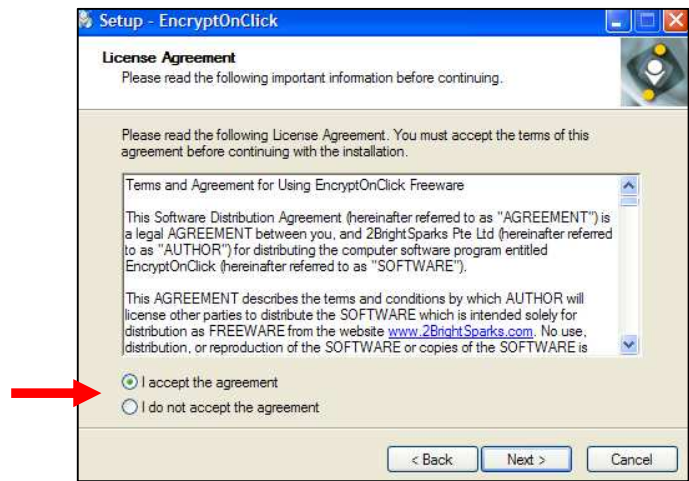 Setup - EncryptOnClick
License Agreement
Please read the following important information before continuing.
Please read the following License Agreement. You must accept the terms of this
agreement before continuing with the installation.
Terms and Agreement for Using EncryptOnClick Freeware
This Software Distribution Agreement (hereinafter referred to as "AGREEMENT") is
a legal AGREEMENT between you, and 2BrightSparks Pte Ltd (hereinafter referred
to as "AUTHOR") for distributing the computer software program entitled
EncryptOnClick (hereinafter referred to as "SOFTWARE").
This AGREEMENT describes the terms and conditions by which AUTHOR will
license other parties to distribute the SOFTWARE which is intended solely for
distribution as FREEWARE from the website www.2BrightSparks.com. No use,
distribution, or reproduction of the SOFTWARE or copies of the SOFTWARE is
I accept the agreement
I do not accept the agreement
< Back Next > Cancel